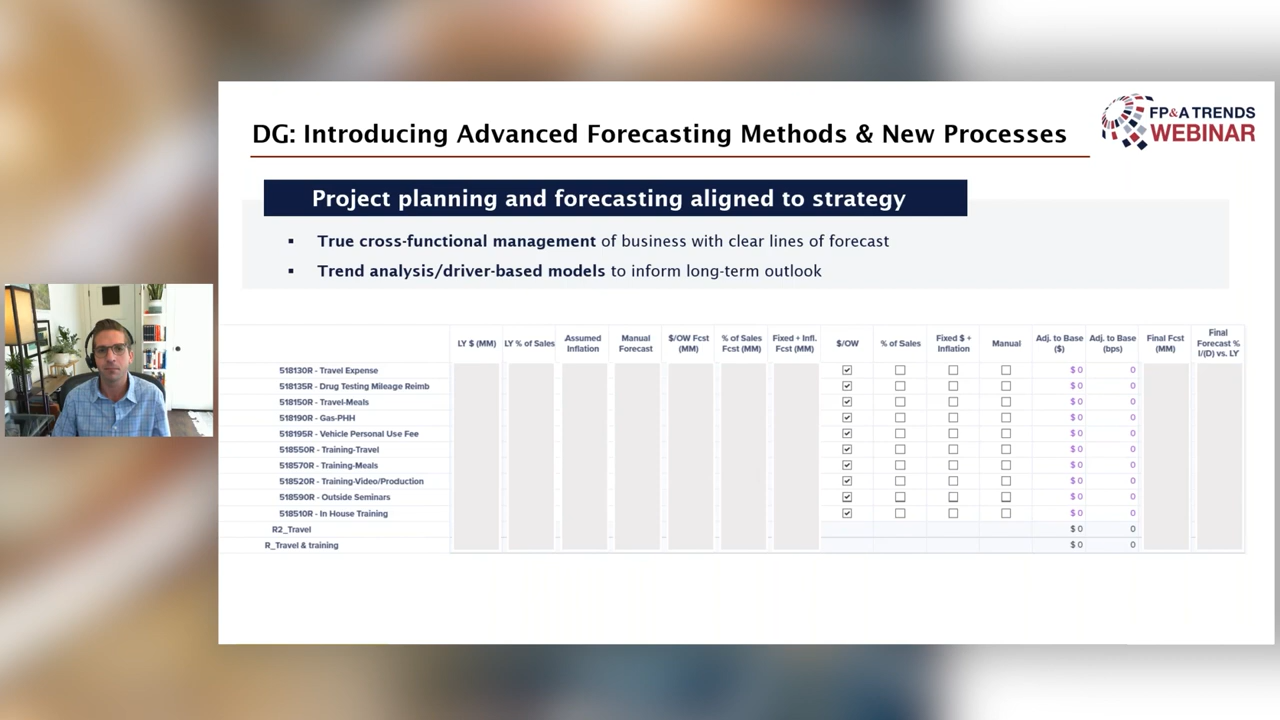 FP&A TRENDS
WEBINAR
DG: Introducing Advanced Forecasting Methods & New Processes
Project planning and forecasting aligned to strategy
▪ True cross-functional management of business with clear lines of forecast
▪ Trend analysis/driver-based models to inform long-term outlook
LY $ (MM) LY % of Sales Assumed Inflation Manual Forecast $/OW Fcst (MM) % of Sales Fcst (MM) Fixed + Infl. Fcst (MM) $/OW % of Sales Fixed $ + Inflation Manual Adj. to Base ($) Adj. to Base (bps) Final Fcst (MM) Final Forecast % I/(D) vs. LY
518130R - Travel Expense $ 0 0
518135R - Drug Testing Mileage Reimb $ 0 0
518150R - Travel-Meals $ 0 0
518190R - Gas-PHH $ 0 0
518195R - Vehicle Personal Use Fee $ 0 0
518550R - Training-Travel $ 0 0
518570R - Training-Meals $ 0 0
518520R - Training-Video/Production $ 0 0
518590R - Outside Seminars $ 0 0
518510R - In House Training $ 0 0
R2_Travel $ 0 0
R_Travel & training $ 0 0